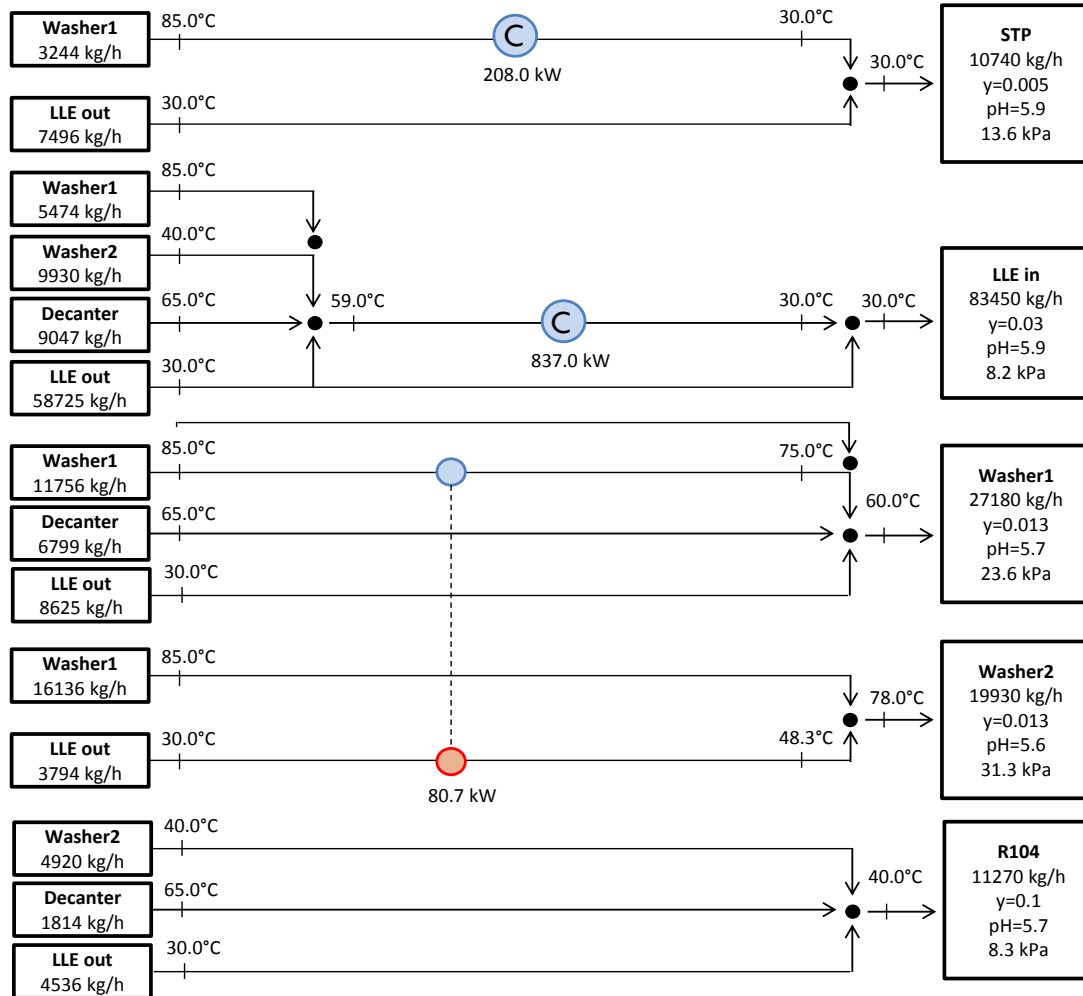 Washer1
3244 kg/h
85.0°C
C
208.0 kW
30.0°C
LLE out
7496 kg/h
30.0°C
30.0°C
STP
10740 kg/h
y=0.005
pH=5.9
13.6 kPa
Washer1
5474 kg/h
85.0°C
Washer2
9930 kg/h
40.0°C
Decanter
9047 kg/h
65.0°C
59.0°C
C
837.0 kW
30.0°C
30.0°C
LLE out
58725 kg/h
30.0°C
LLE in
83450 kg/h
y=0.03
pH=5.9
8.2 kPa
Washer1
11756 kg/h
85.0°C
75.0°C
Decanter
6799 kg/h
65.0°C
60.0°C
LLE out
8625 kg/h
30.0°C
Washer1
27180 kg/h
y=0.013
pH=5.7
23.6 kPa
Washer1
16136 kg/h
85.0°C
78.0°C
LLE out
3794 kg/h
30.0°C
48.3°C
80.7 kW
Washer2
19930 kg/h
y=0.013
pH=5.6
31.3 kPa
Washer2
4920 kg/h
40.0°C
Decanter
1814 kg/h
65.0°C
40.0°C
LLE out
4536 kg/h
30.0°C
R104
11270 kg/h
y=0.1
pH=5.7
8.3 kPa